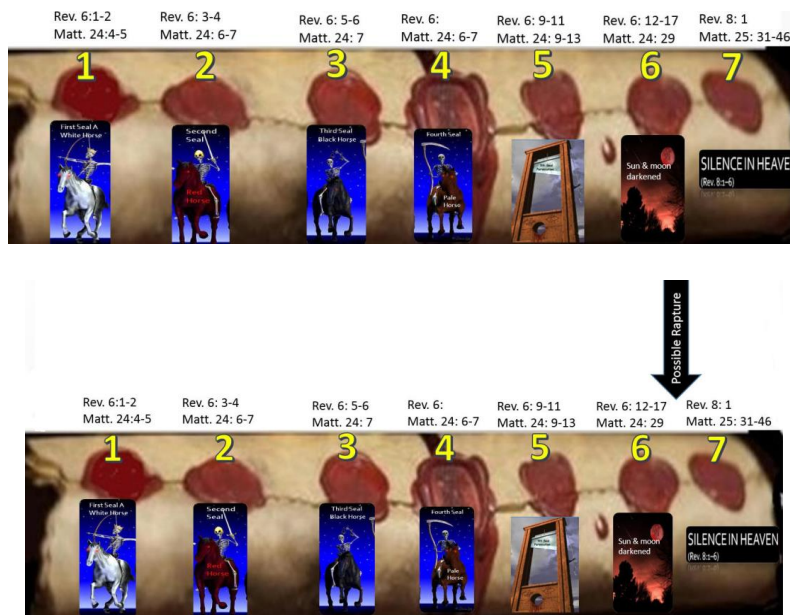 Rev. 6:1-2
Matt. 24:4-5
Rev. 6: 3-4
Matt. 24: 6-7
Rev. 6: 5-6
Matt. 24: 7
Rev. 6:
Matt. 24: 6-7
Rev. 6: 9-11
Matt. 24: 9-13
Rev. 6: 12-17
Matt. 24: 29
Rev. 8: 1
Matt. 25: 31-46
1
2
3
4
5
6
7
First Seal A
White Horse
Second
Seal
Red
Horse
Third Seal
Black Horse
Fourth Seal
Pale
Horse
Sun & moon
darkened
SILENCE IN HEAVE
(Rev. 8:1-6)
Possible Rapture
Rev. 6:1-2
Matt. 24:4-5
Rev. 6: 3-4
Matt. 24: 6-7
Rev. 6: 5-6
Matt. 24: 7
Rev. 6:
Matt. 24: 6-7
Rev. 6: 9-11
Matt. 24: 9-13
Rev. 6: 12-17
Matt. 24: 29
Rev. 8: 1
Matt. 25: 31-46
1
2
3
4
5
6
7
First Seal A
White Horse
Second
Seal
Red
Horse
Third Seal
Black Horse
Fourth Seal
Pale
Horse
Sun & moon
darkened
SILENCE IN HEAVEN
(Rev. 8:1-6)